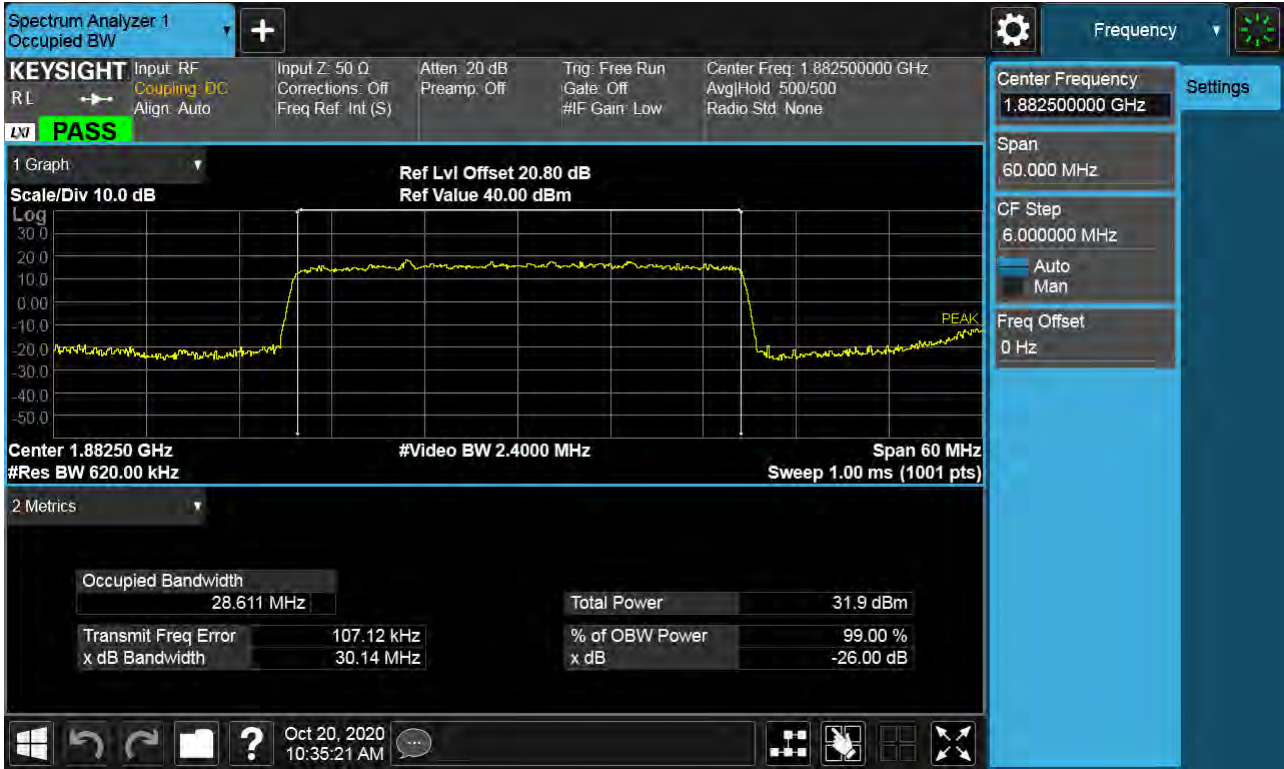 Spectrum Analyzer 1
Occupied BW
+
Frequency
KEYSIGHT
Input: RF
Coupling: DC
Align: Auto
Input Z: 50 Ω
Corrections: Off
Freq Ref: Int (S)
Atten: 20 dB
Preamp: Off
Trig: Free Run
Gate: Off
#IF Gain: Low
Center Freq: 1.882500000 GHz
Avg|Hold: 500/500
Radio Std: None
RL
LXI
PASS
Center Frequency
1.882500000 GHz
Settings
Span
60.000 MHz
CF Step
6.000000 MHz
Auto
Man
Freq Offset
0 Hz
1 Graph
Scale/Div 10.0 dB
Ref Lvl Offset 20.80 dB
Ref Value 40.00 dBm
Log
30.0
20.0
10.0
0.00
-10.0
-20.0
-30.0
-40.0
-50.0
PEAK
Center 1.88250 GHz
#Video BW 2.4000 MHz
Span 60 MHz
#Res BW 620.00 kHz
Sweep 1.00 ms (1001 pts)
2 Metrics
Occupied Bandwidth
28.611 MHz
Total Power 31.9 dBm
Transmit Freq Error 107.12 kHz
% of OBW Power 99.00 %
x dB Bandwidth 30.14 MHz
x dB -26.00 dB
?
Oct 20, 2020
10:35:21 AM